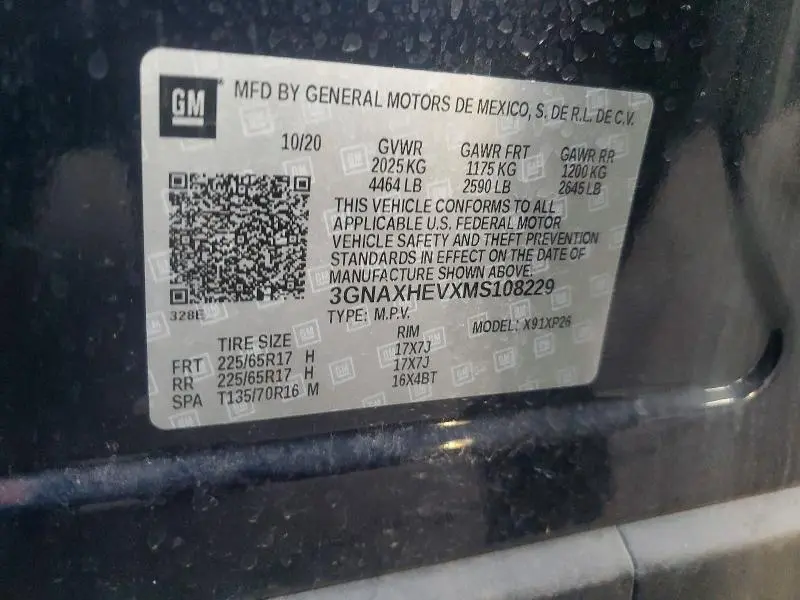 GM
MFD BY GENERAL MOTORS DE MEXICO, S. DE R.L. DE C.V.
10/20 GVWR GAWR FRT GAWR RR
2025 KG 1175 KG 1200 KG
4464 LB 2590 LB 2645 LB
THIS VEHICLE CONFORMS TO ALL
APPLICABLE U.S. FEDERAL MOTOR
VEHICLE SAFETY AND THEFT PREVENTION
STANDARDS IN EFFECT ON THE DATE OF
MANUFACTURE SHOWN ABOVE.
3GNAXHEVXMS108229
328E
TYPE: M.P.V. MODEL: X91XP26
TIRE SIZE RIM
FRT 225/65R17 H 17X7J
RR 225/65R17 H 17X7J
SPA T135/70R16 M 16X4BT